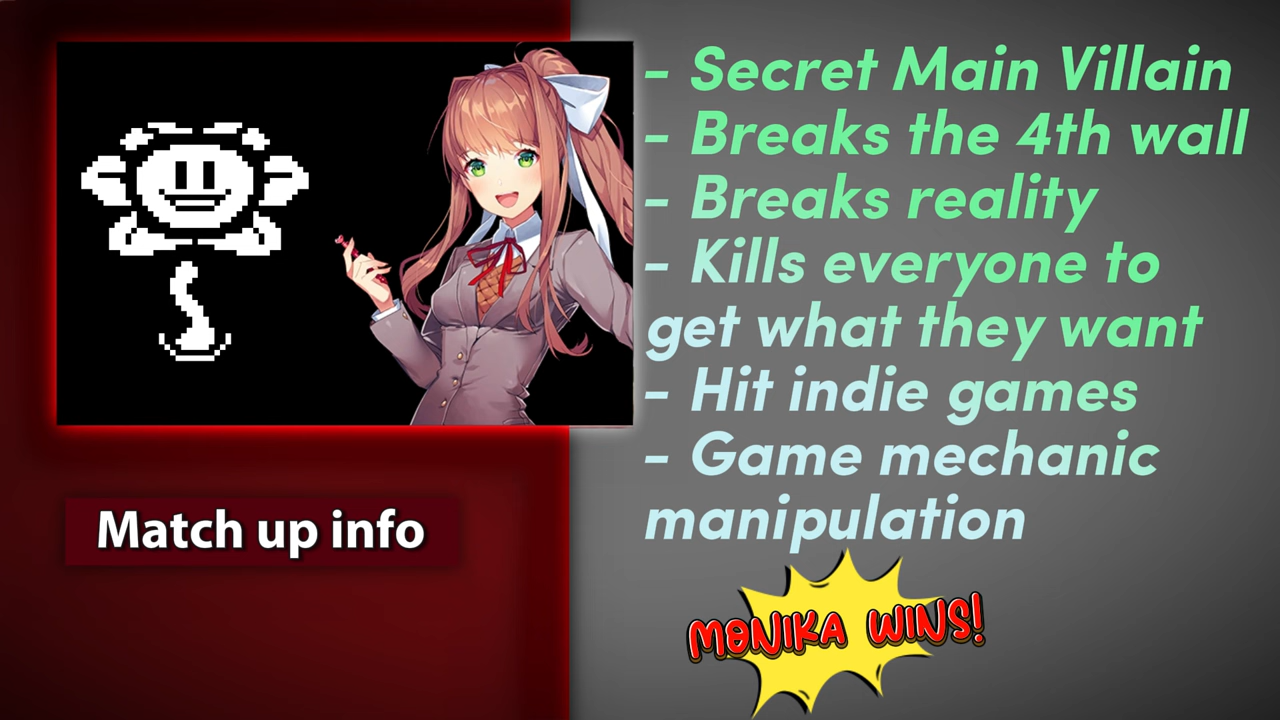 - Secret Main Villain
- Breaks the 4th wall
- Breaks reality
- Kills everyone to
get what they want
- Hit indie games
- Game mechanic
manipulation
Match up info
MONIKA WINS!